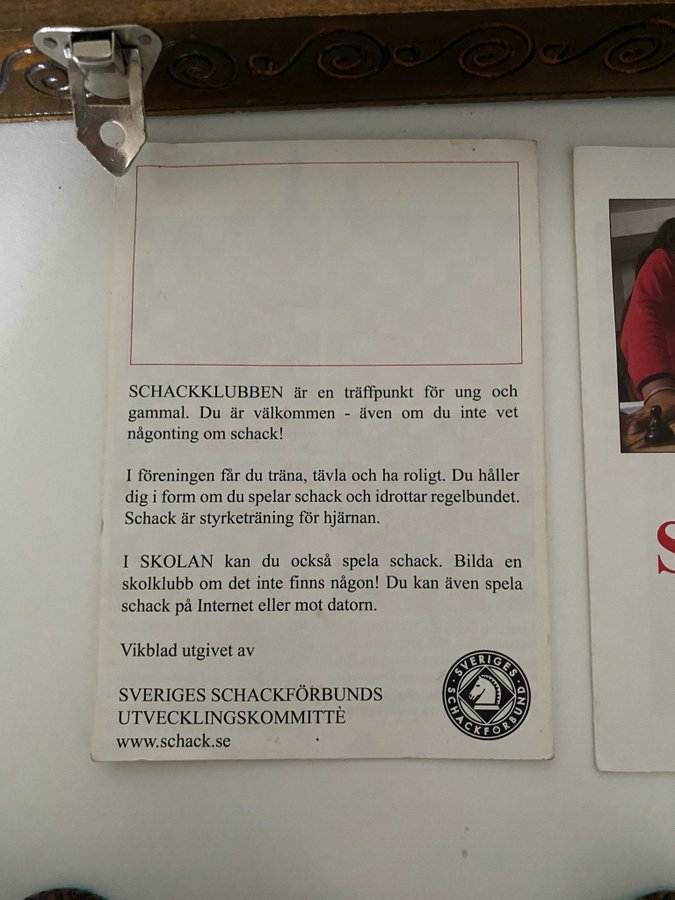 SCHACKKLUBBEN är en träffpunkt för ung och
gammal. Du är välkommen - även om du inte vet
någonting om schack!
I föreningen får du träna, tävla och ha roligt. Du håller
dig i form om du spelar schack och idrottar regelbundet.
Schack är styrketräning för hjärnan.
I SKOLAN kan du också spela schack. Bilda en
skolklubb om det inte finns någon! Du kan även spela
schack på Internet eller mot datorn.
Vikblad utgivet av
SVERIGES SCHACKFÖRBUNDS
UTVECKLINGSKOMMITTÈ
www.schack.se
· SVERIGES · SCHACKFÖRBUND
S